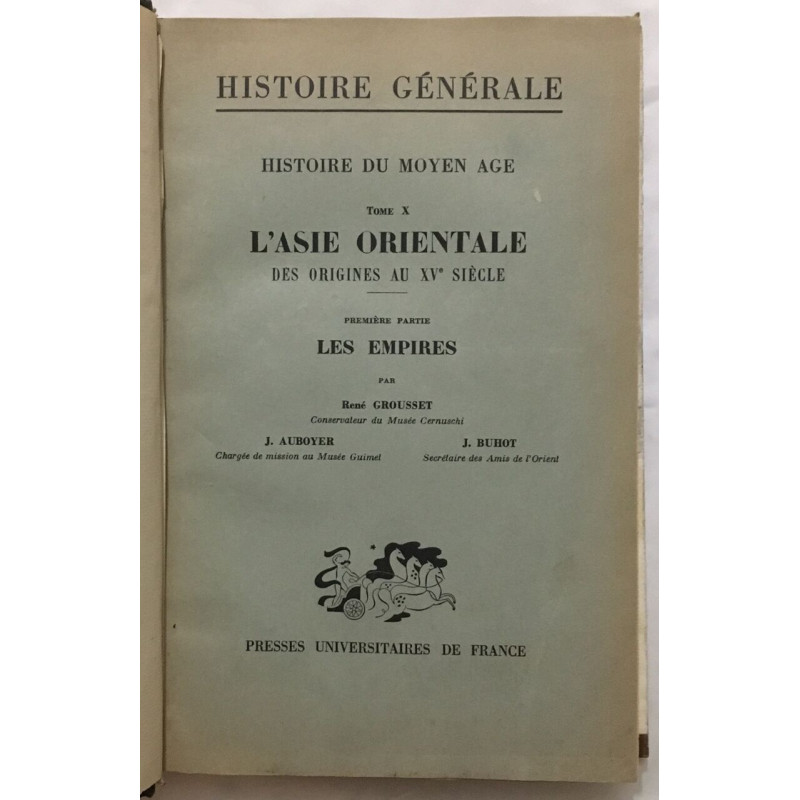 HISTOIRE GÉNÉRALE
HISTOIRE DU MOYEN AGE
TOME X
L'ASIE ORIENTALE
DES ORIGINES AU XVe SIÈCLE
PREMIÈRE PARTIE
LES EMPIRES
PAR
René GROUSSET
Conservateur du Musée Cernuschi
J. AUBOYER J. BUHOT
Chargée de mission au Musée Guimet Secrétaire des Amis de l'Orient
PRESSES UNIVERSITAIRES DE FRANCE